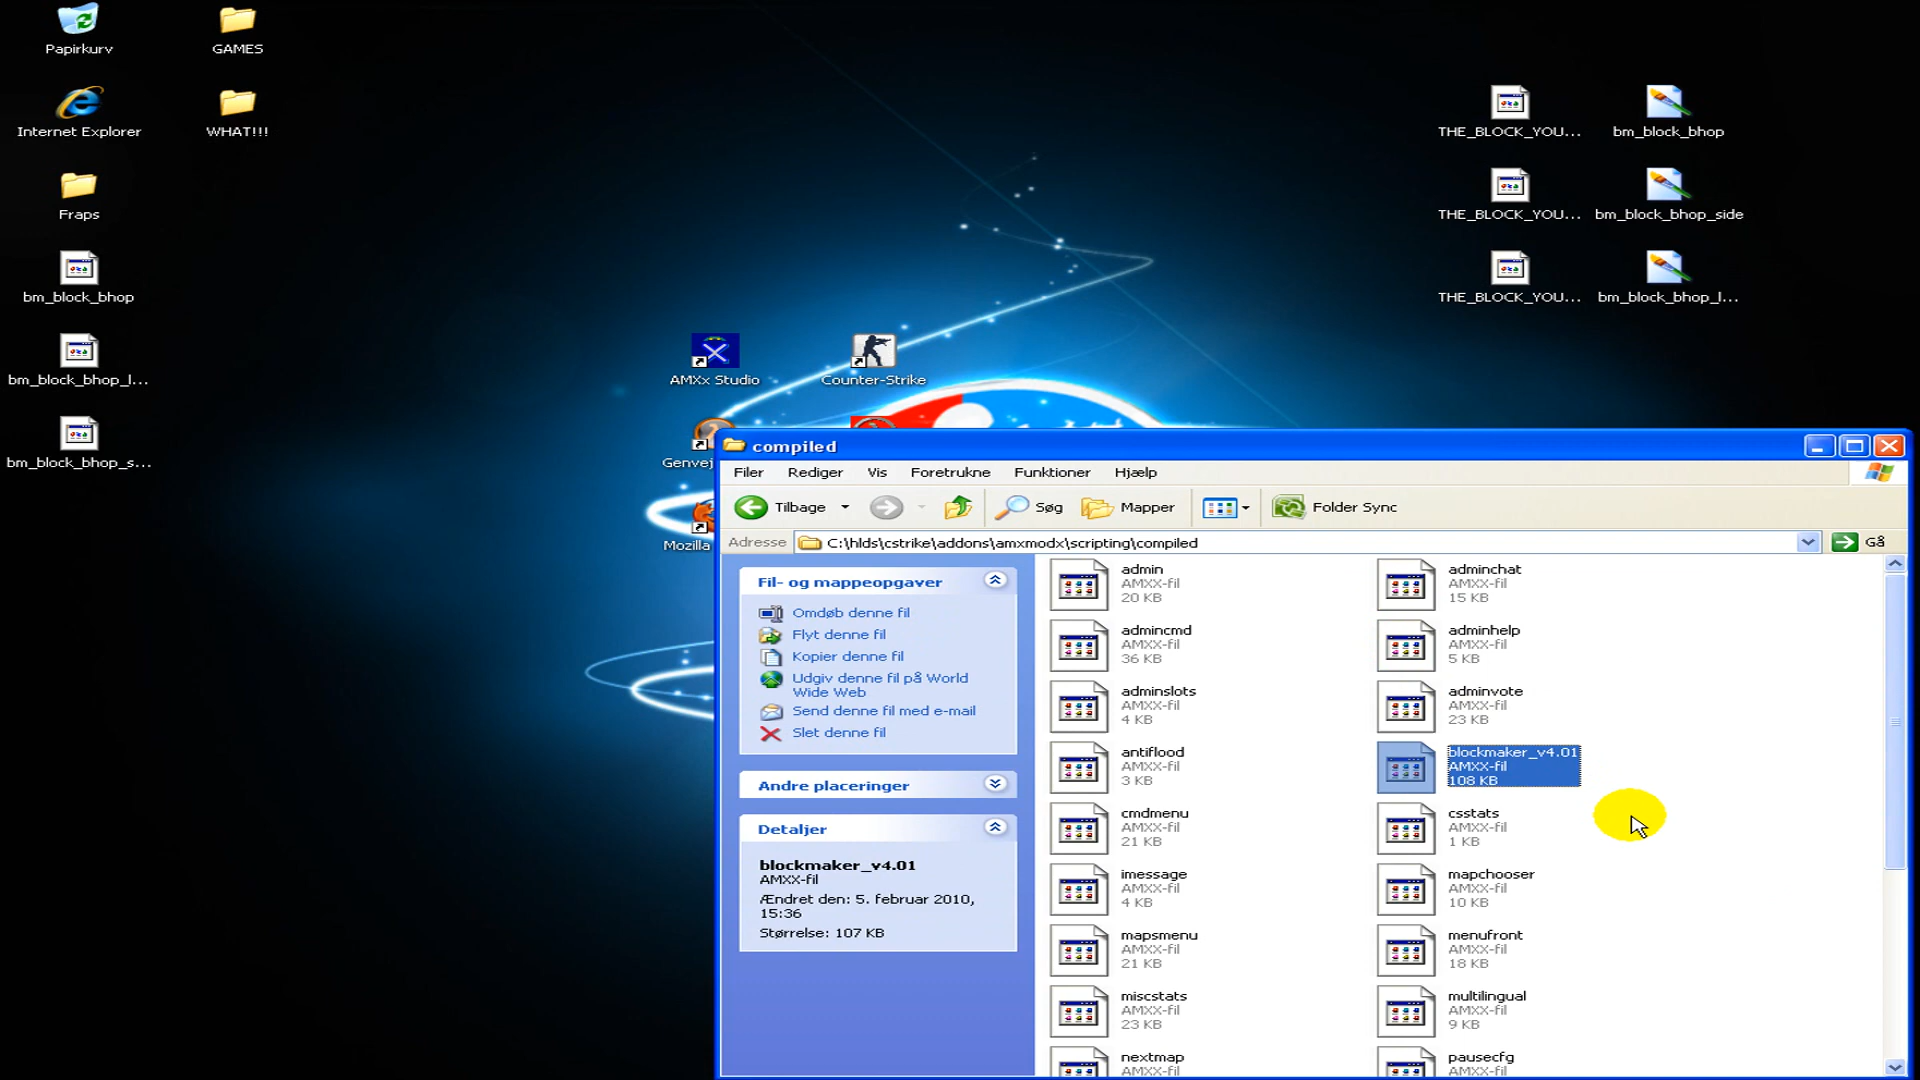 Papirkurv
GAMES
Internet Explorer
WHAT!!!
Fraps
bm_block_bhop
bm_block_bhop_l...
bm_block_bhop_s...
THE_BLOCK_YOU...
bm_block_bhop
THE_BLOCK_YOU...
bm_block_bhop_side
THE_BLOCK_YOU...
bm_block_bhop_l...
AMXx Studio
Counter-Strike
Genvej
Mozilla
compiled
Filer
Rediger
Vis
Foretrukne
Funktioner
Hjælp
Tilbage
Søg
Mapper
Folder Sync
Adresse
C:\hlds\cstrike\addons\amxmodx\scripting\compiled
Gå
Fil- og mappeopgaver
Omdøb denne fil
Flyt denne fil
Kopier denne fil
Udgiv denne fil på World
Wide Web
Send denne fil med e-mail
Slet denne fil
Andre placeringer
Detaljer
blockmaker_v4.01
AMXX-fil
Ændret den: 5. februar 2010,
15:36
Størrelse: 107 KB
admin
AMXX-fil
20 KB
adminchat
AMXX-fil
15 KB
admincmd
AMXX-fil
36 KB
adminhelp
AMXX-fil
5 KB
adminslots
AMXX-fil
4 KB
adminvote
AMXX-fil
23 KB
antiflood
AMXX-fil
3 KB
blockmaker_v4.01
AMXX-fil
108 KB
cmdmenu
AMXX-fil
21 KB
csstats
AMXX-fil
1 KB
imessage
AMXX-fil
4 KB
mapchooser
AMXX-fil
10 KB
mapsmenu
AMXX-fil
21 KB
menufront
AMXX-fil
18 KB
miscstats
AMXX-fil
23 KB
multilingual
AMXX-fil
9 KB
nextmap
AMXX-fil
pausecfg
AMXX-fil